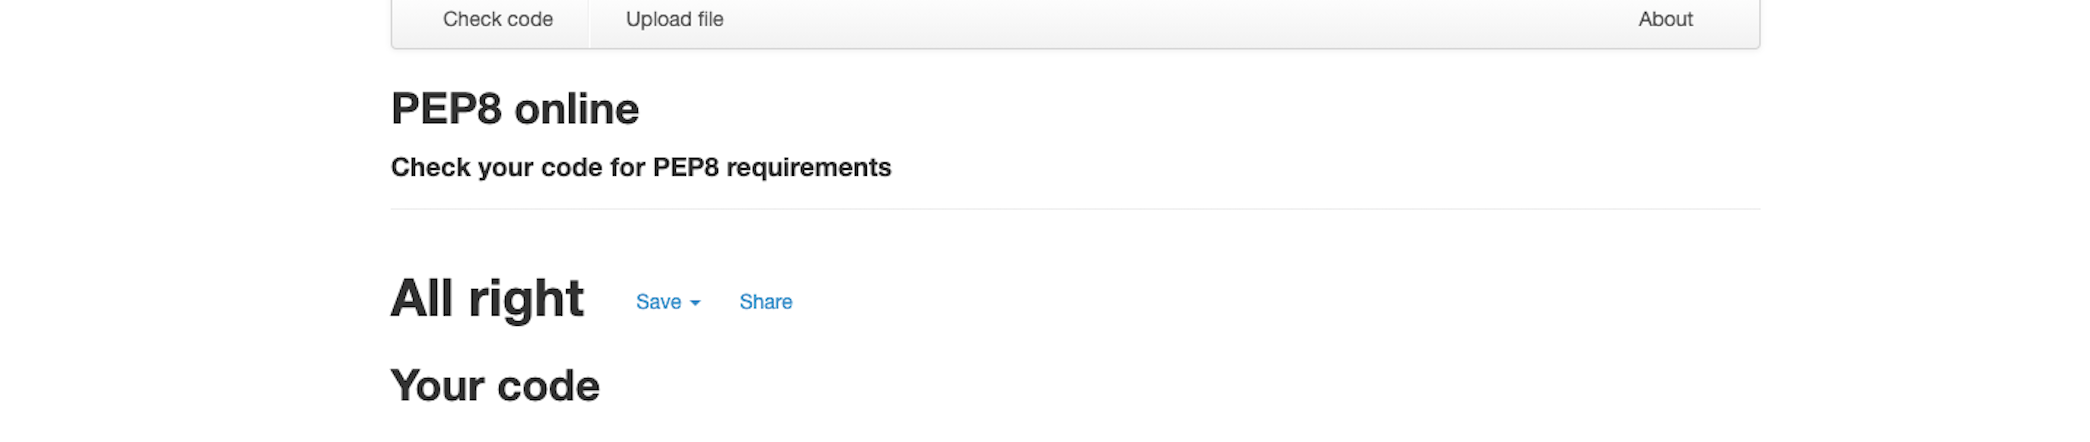 Check code Upload file About
PEP8 online
Check your code for PEP8 requirements
All right Save Share
Your code